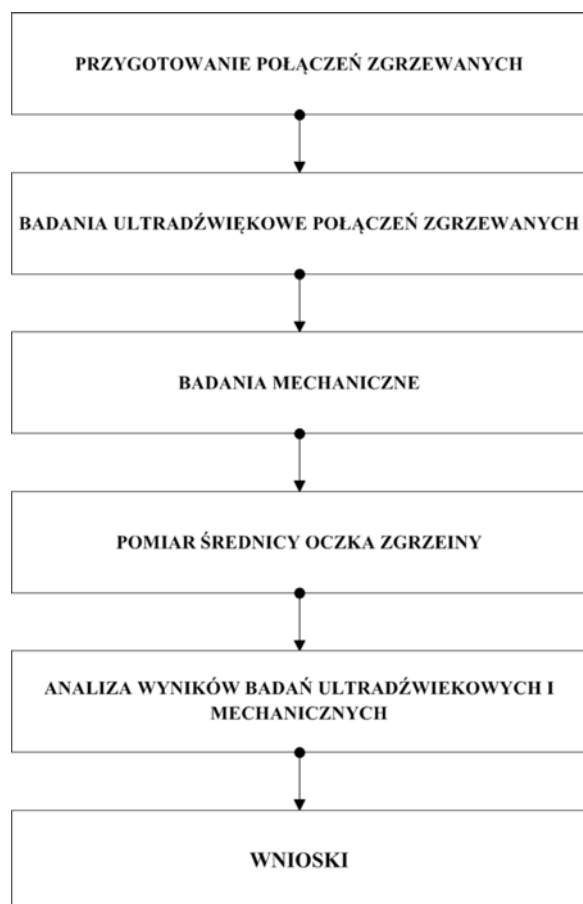 PRZYGOTOWANIE POŁĄCZEŃ ZGRZEWANYCH
BADANIA ULTRADŹWIĘKOWE POŁĄCZEŃ ZGRZEWANYCH
BADANIA MECHANICZNE
POMIAR ŚREDNICY OCZKA ZGRZEINY
ANALIZA WYNIKÓW BADAŃ ULTRADŹWIEKOWYCH I
MECHANICZNYCH
WNIOSKI